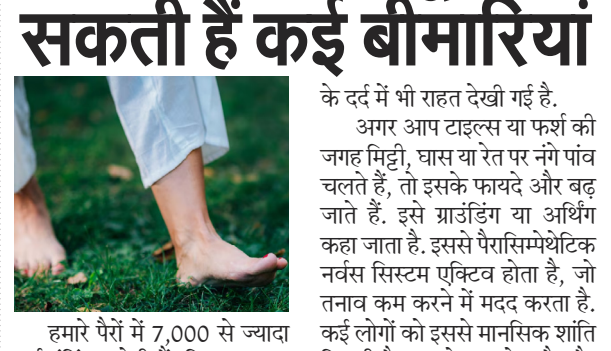 सकती हैं कई बीमारियां
हमारे पैरों में 7,000 से ज्यादा
के दर्द में भी राहत देखी गई है.
अगर आप टाइल्स या फर्श की
जगह मिट्टी, घास या रेत पर नंगे पांव
चलते हैं, तो इसके फायदे और बढ़
जाते हैं. इसे ग्राउंडिंग या अर्थिंग
कहा जाता है. इससे पैरासिम्पेथेटिक
नर्वस सिस्टम एक्टिव होता है, जो
तनाव कम करने में मदद करता है.
कई लोगों को इससे मानसिक शांति